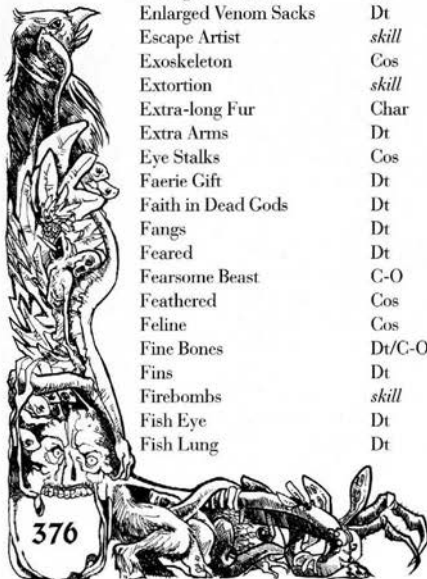 Enlarged Venom Sacks Dt
Escape Artist skill
Exoskeleton Cos
Extortion skill
Extra-long Fur Char
Extra Arms Dt
Eye Stalks Cos
Faerie Gift Dt
Faith in Dead Gods Dt
Fangs Dt
Feared Dt
Fearsome Beast C-O
Feathered Cos
Feline Cos
Fine Bones Dt/C-O
Fins Dt
Firebombs skill
Fish Eye Dt
Fish Lung Dt
376